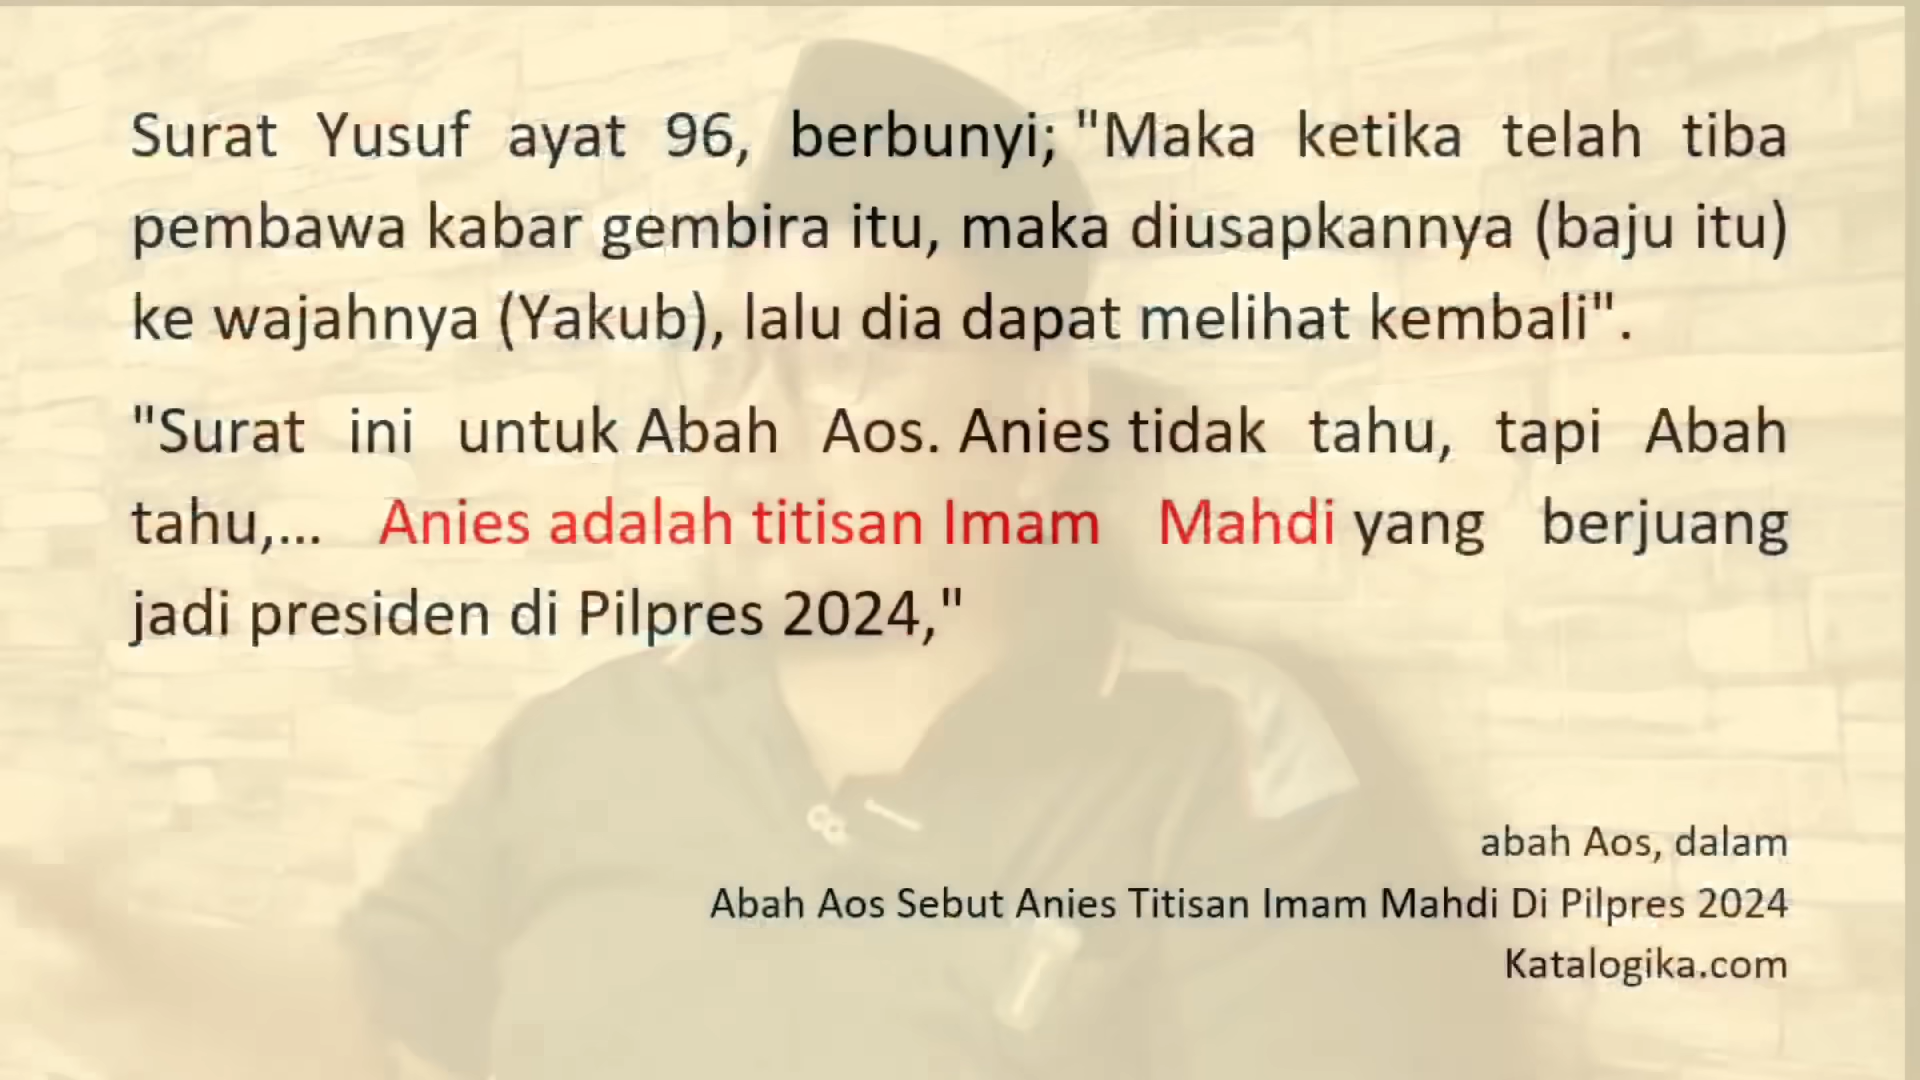 Surat Yusuf ayat 96, berbunyi; "Maka ketika telah tiba
pembawa kabar gembira itu, maka diusapkannya (baju itu)
ke wajahnya (Yakub), lalu dia dapat melihat kembali".
"Surat ini untuk Abah Aos. Anies tidak tahu, tapi Abah
tahu,... Anies adalah titisan Imam Mahdi yang berjuang
jadi presiden di Pilpres 2024,"
abah Aos, dalam
Abah Aos Sebut Anies Titisan Imam Mahdi Di Pilpres 2024
Katalogika.com